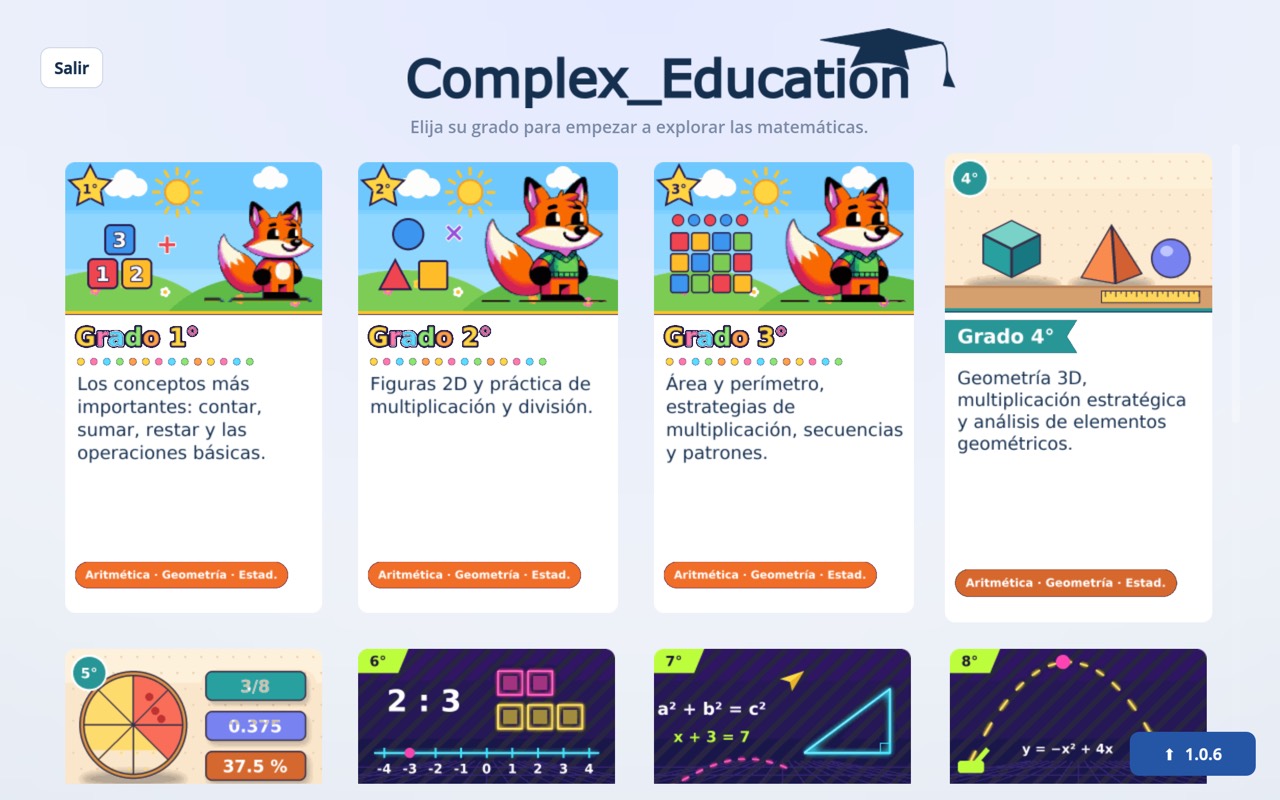 Salir
Complex_Education
Elija su grado para empezar a explorar las matemáticas.
1°
3
+
1 2
Grado 1°
Los conceptos más
importantes: contar,
sumar, restar y las
operaciones básicas.
Aritmética · Geometría · Estad.
2°
×
Grado 2°
Figuras 2D y práctica de
multiplicación y división.
Aritmética · Geometría · Estad.
3°
Grado 3°
Área y perímetro,
estrategias de
multiplicación, secuencias
y patrones.
Aritmética · Geometría · Estad.
4°
Grado 4°
Geometría 3D,
multiplicación estratégica
y análisis de elementos
geométricos.
Aritmética · Geometría · Estad.
5°
3/8
0.375
37.5 %
6°
2 : 3
-4 -3 -2 -1 0 1 2 3 4
7°
a² + b² = c²
x + 3 = 7
8°
y = −x² + 4x
⬆ 1.0.6